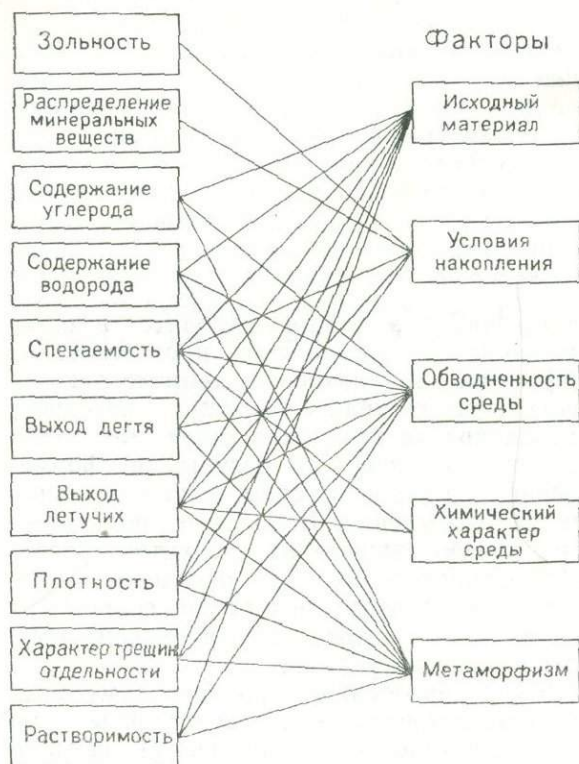 Зольность
Распределение
минеральных
веществ
Содержание
углерода
Содержание
водорода
Спекаемость
Выход дегтя
Выход
летучих
Плотность
Характер трещин
отдельности
Растворимость
Факторы
Исходный
материал
Условия
накопления
Обводненность
среды
Химический
характер
среды
Метаморфизм